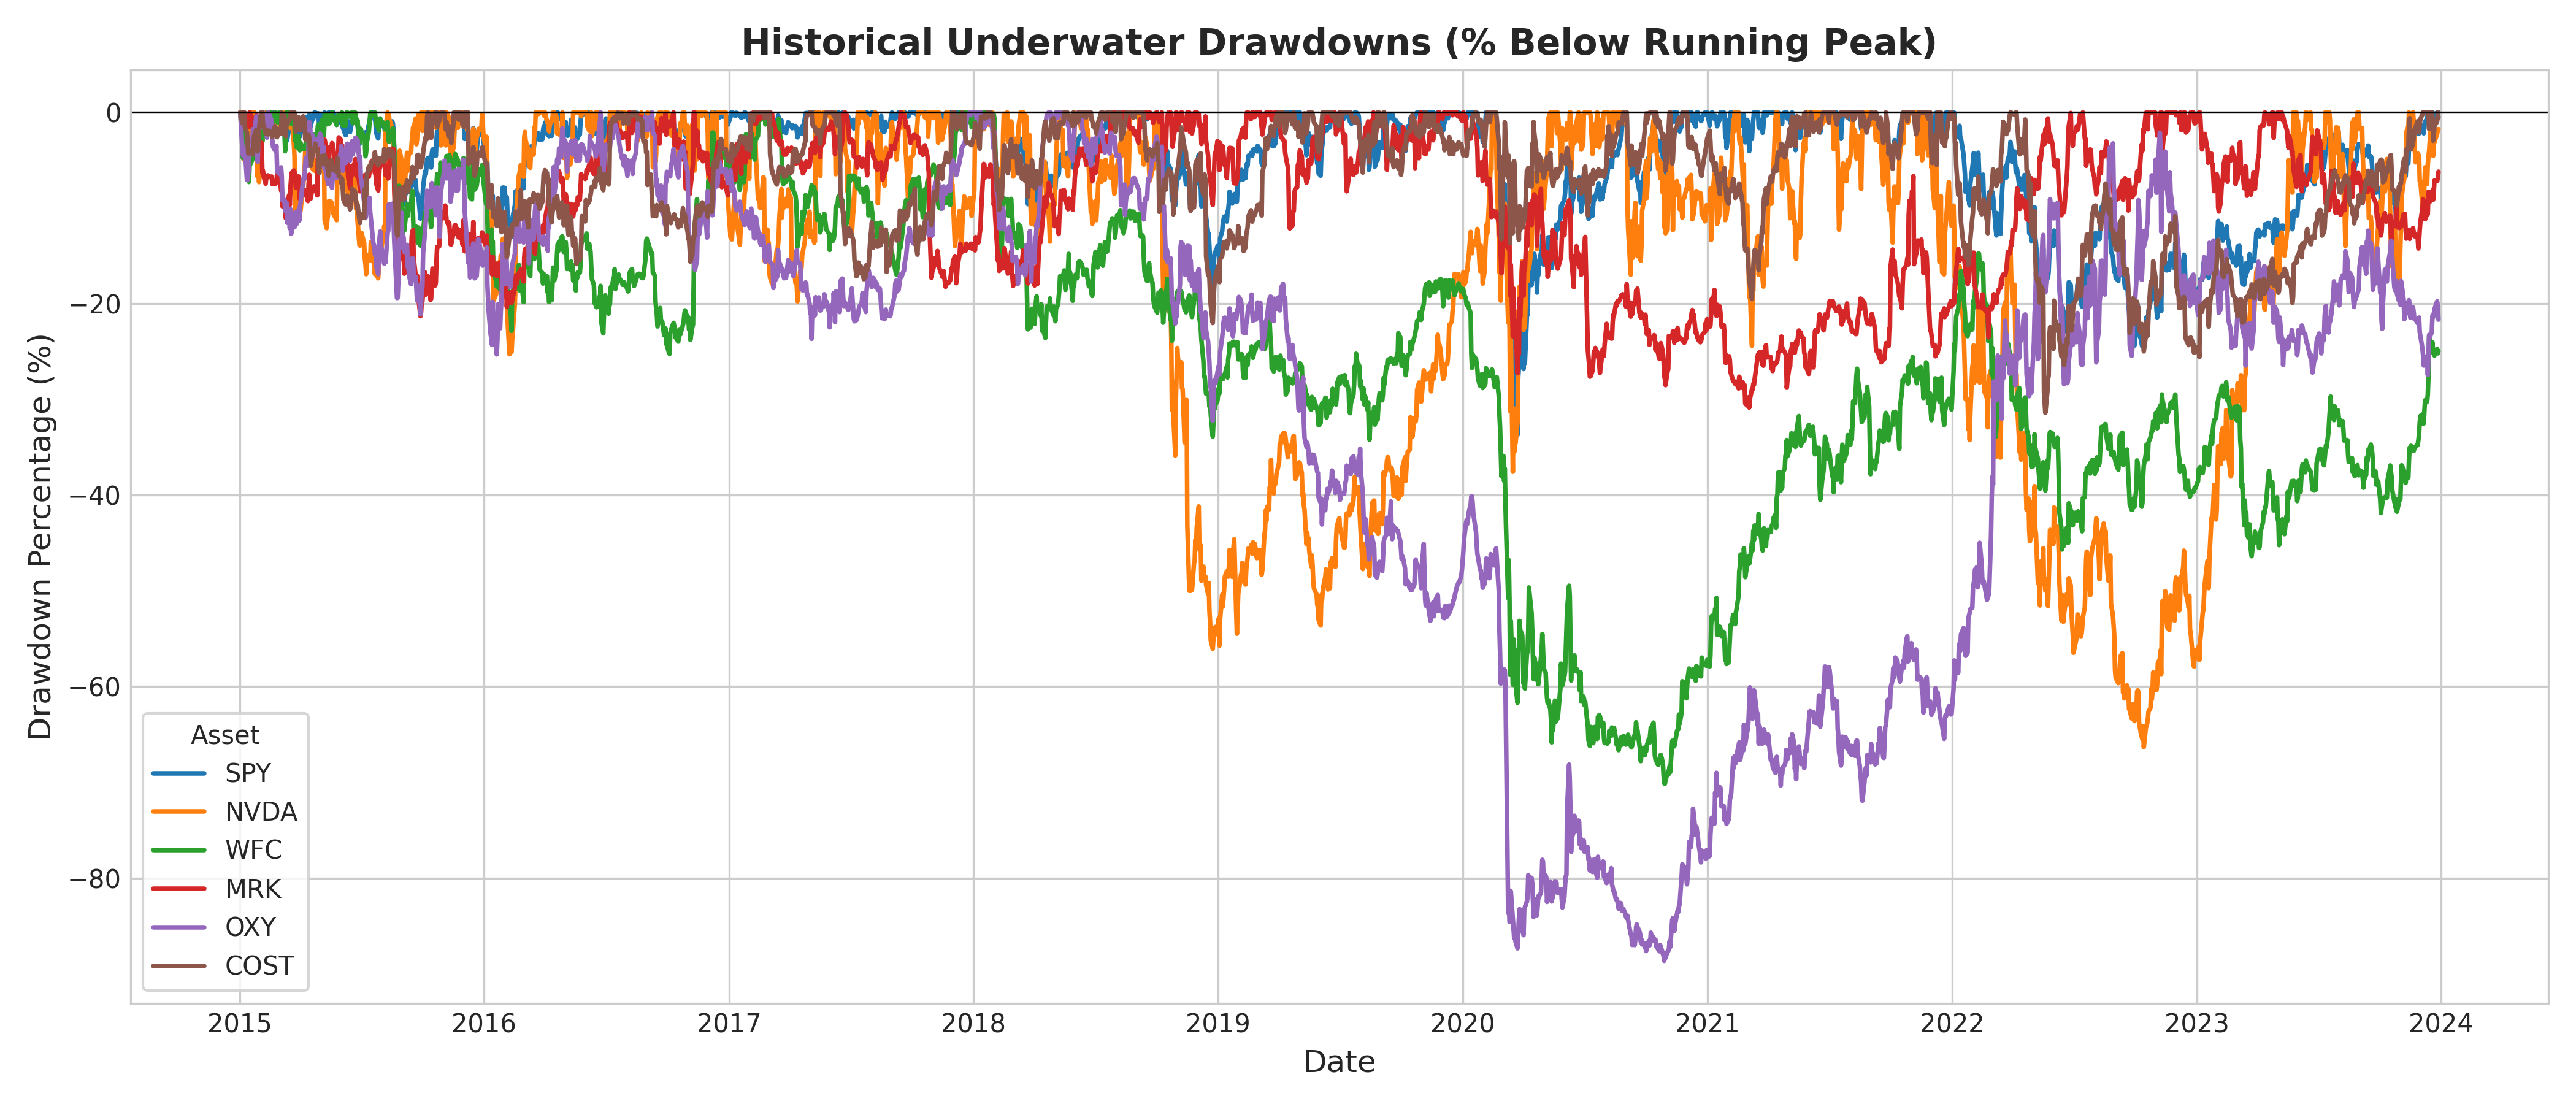 Historical Underwater Drawdowns (% Below Running Peak)
Drawdown Percentage (%)
0
−20
−40
−60
−80
Asset
SPY
NVDA
WFC
MRK
OXY
COST
2015 2016 2017 2018 2019 2020 2021 2022 2023 2024
Date